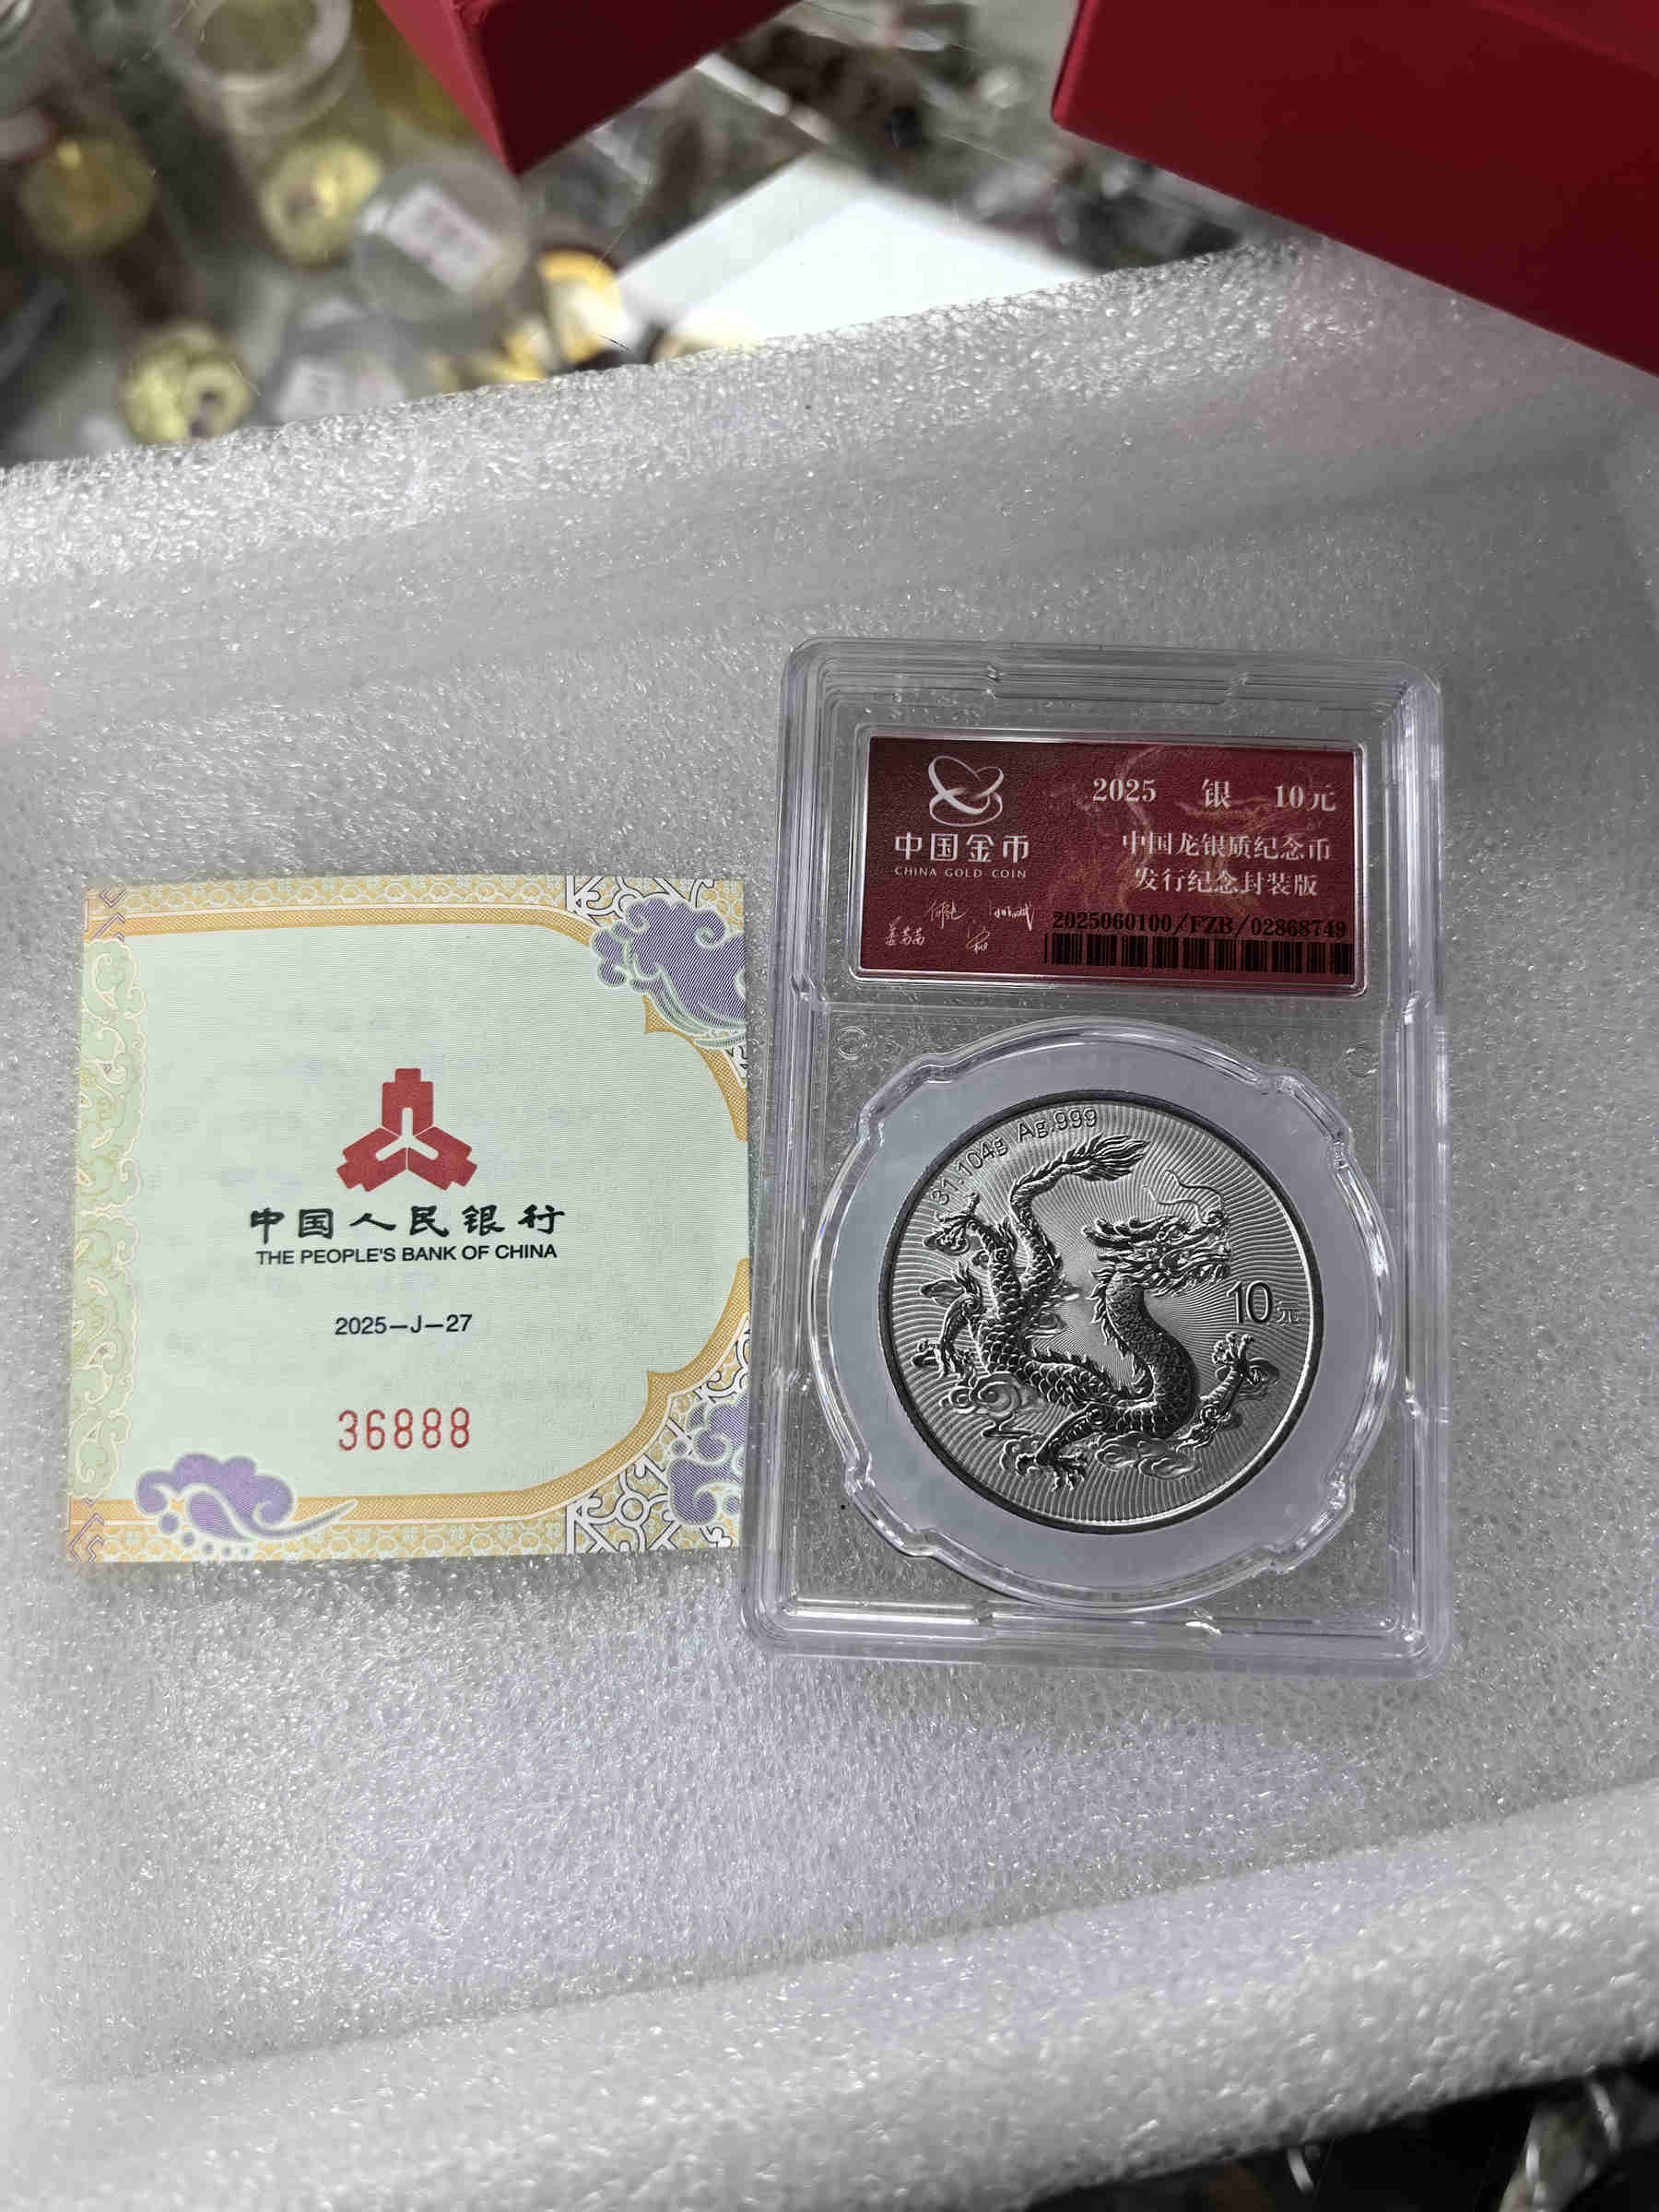 中国人民银行
THE PEOPLE'S BANK OF CHINA
2025—J—27
36888
中国金币
CHINA GOLD COIN
2025 银 10元
中国龙银质纪念币
发行纪念封装版
2025060100/FZB/02868749
31.104g Ag.999
10元